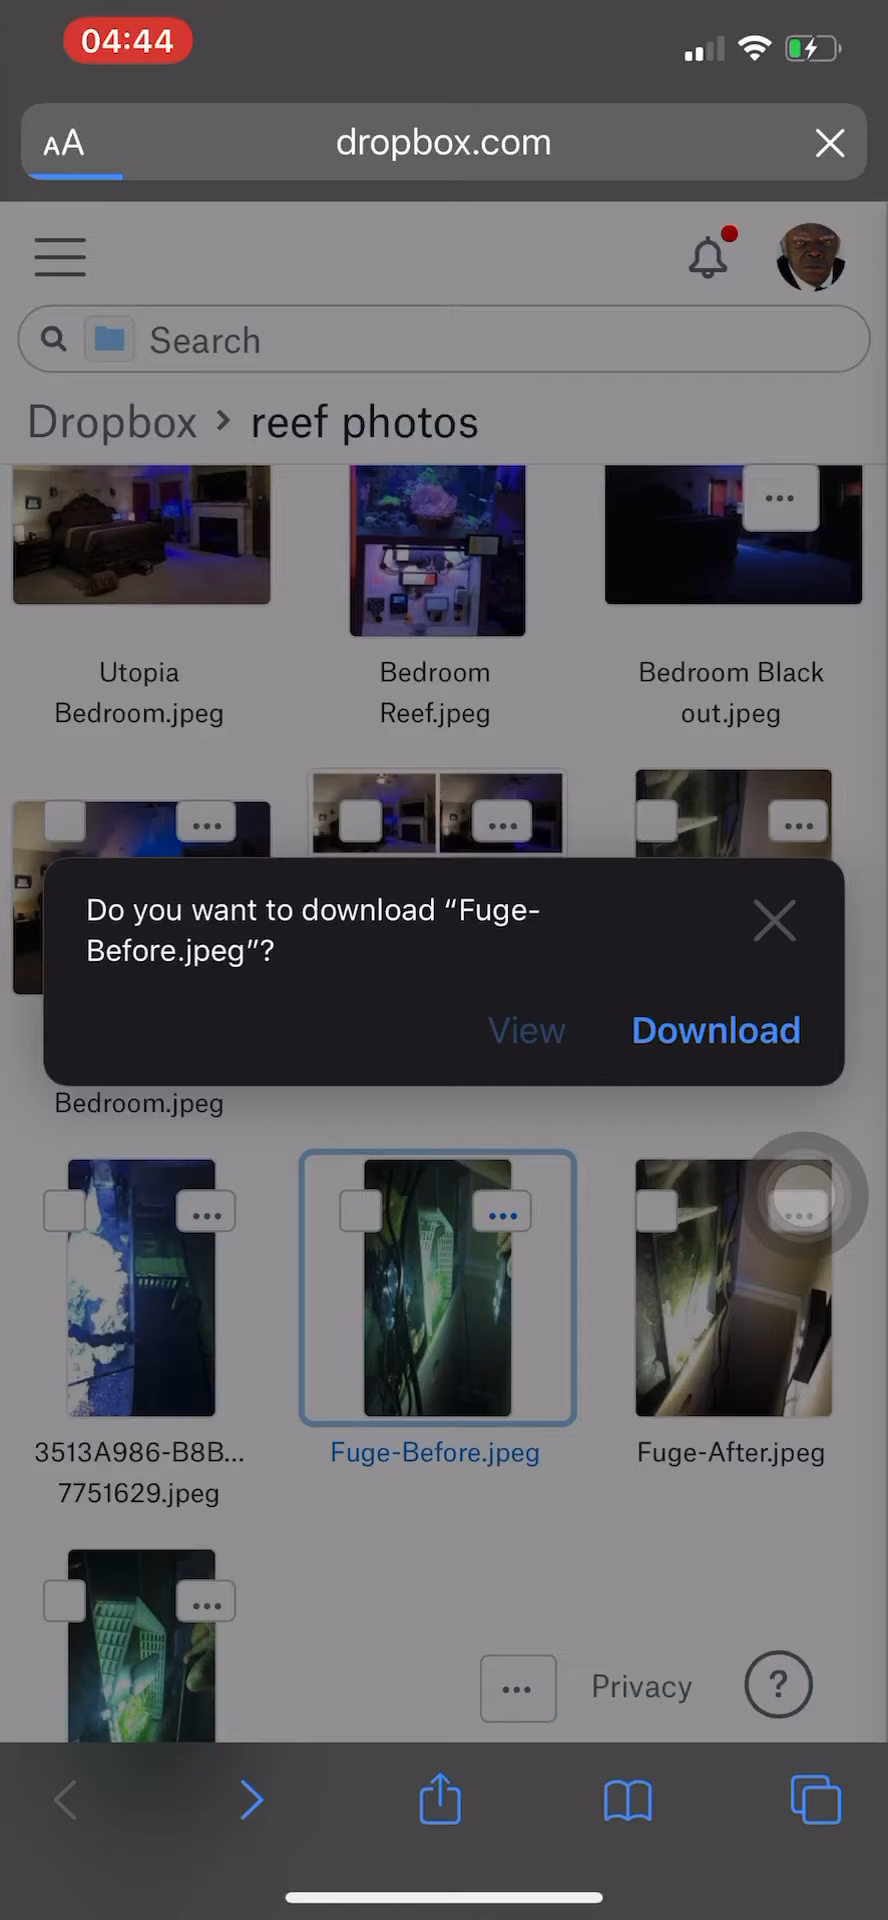 04:44
AA
dropbox.com
Search
Dropbox > reef photos
Utopia
Bedroom.jpeg
Bedroom
Reef.jpeg
Bedroom Black
out.jpeg
Do you want to download “Fuge-
Before.jpeg”?
View
Download
Bedroom.jpeg
3513A986-B8B...
7751629.jpeg
Fuge-Before.jpeg
Fuge-After.jpeg
Privacy
?